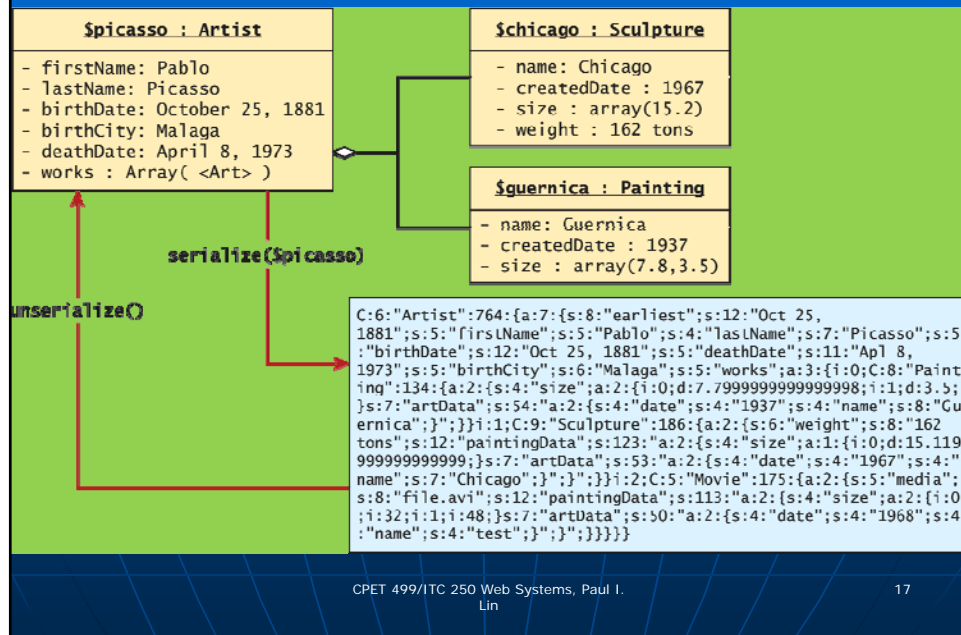 $picasso : Artist
- firstName: Pablo
- lastName: Picasso
- birthDate: October 25, 1881
- birthCity: Malaga
- deathDate: April 8, 1973
- works : Array( <Art> )
$chicago : Sculpture
- name: Chicago
- createdDate : 1967
- size : array(15.2)
- weight : 162 tons
$guernica : Painting
- name: Guernica
- createdDate : 1937
- size : array(7.8,3.5)
serialize($picasso)
unserialize()
C:6:"Artist":764:{a:7:{s:8:"earliest";s:12:"Oct 25,
1881";s:5:"firstName";s:5:"Pablo";s:4:"lastName";s:7:"Picasso";s:5
:"birthDate";s:12:"Oct 25, 1881";s:5:"deathDate";s:11:"Apl 8,
1973";s:5:"birthCity";s:6:"Malaga";s:5:"works";a:3:{i:0;C:8:"Paint
ing":134:{a:2:{s:4:"size";a:2:{i:0;d:7.7999999999999998;i:1;d:3.5;
}s:7:"artData";s:54:"a:2:{s:4:"date";s:4:"1937";s:4:"name";s:8:"Gu
ernica";}";}}i:1;C:9:"Sculpture":186:{a:2:{s:6:"weight";s:8:"162
tons";s:12:"paintingData";s:123:"a:2:{s:4:"size";a:1:{i:0;d:15.119
999999999999;}s:7:"artData";s:53:"a:2:{s:4:"date";s:4:"1967";s:4:"
name";s:7:"Chicago";}";}";}}i:2;C:5:"Movie":175:{a:2:{s:5:"media";
s:8:"file.avi";s:12:"paintingData";s:113:"a:2:{s:4:"size";a:2:{i:0
;i:32;i:1;i:48;}s:7:"artData";s:50:"a:2:{s:4:"date";s:4:"1968";s:4
:"name";s:4:"test";}";}";}}}}}
CPET 499/ITC 250 Web Systems, Paul I.
Lin
17